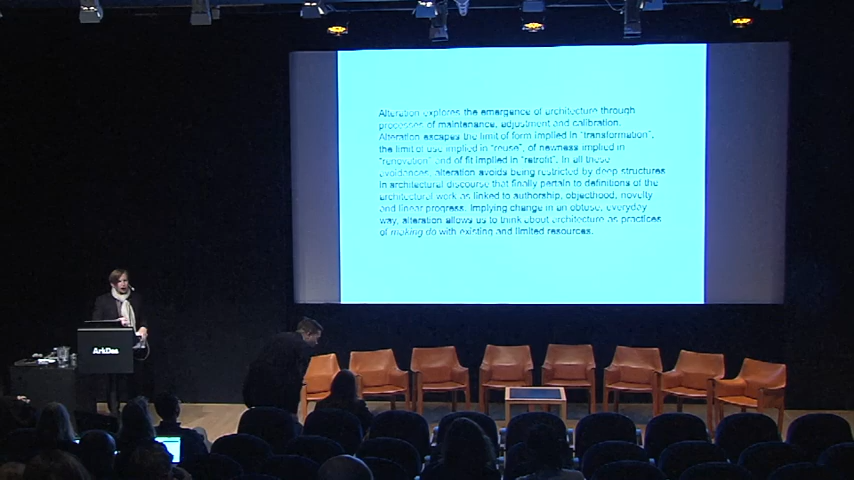 Alteration explores the emergence of architecture through
processes of maintenance, adjustment and calibration.
Alteration escapes the limit of form implied in "transformation",
the limit of use implied in "reuse", of newness implied in
"renovation" and of fit implied in "retrofit". In all these
avoidances, alteration avoids being restricted by deep structures
in architectural discourse that finally pertain to definitions of the
architectural work as linked to authorship, objecthood, novelty
and linear progress. Implying change in an obtuse, everyday
way, alteration allows us to think about architecture as practices
of making do with existing and limited resources.
ArkDes